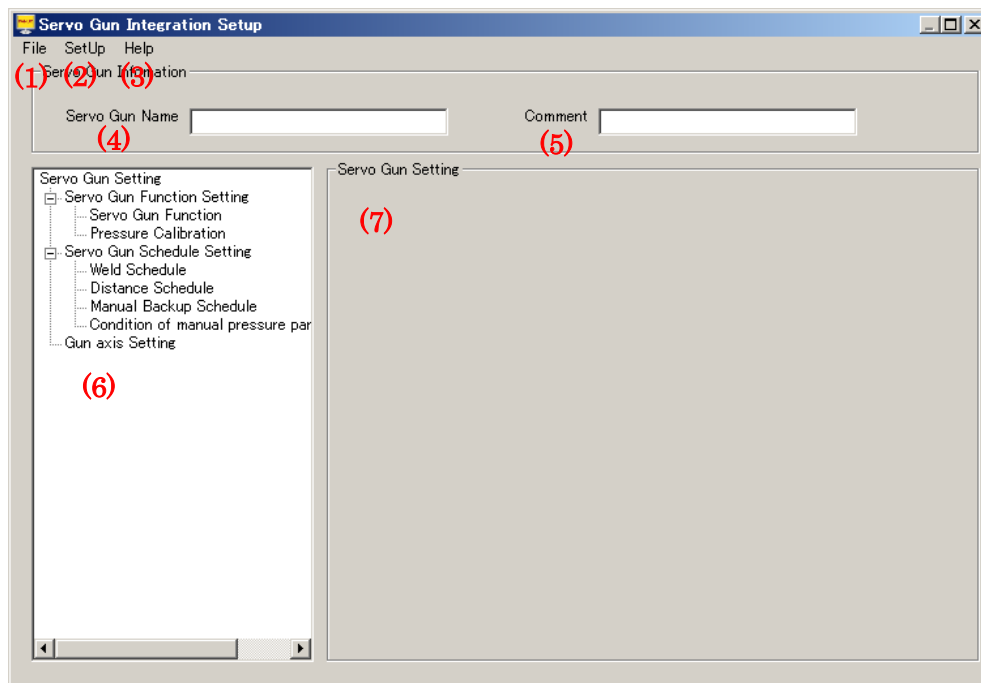 Servo Gun Integration Setup
File SetUp Help
(1) (2) (3)
Servo Gun Infomation
Servo Gun Name
Comment
(4)
(5)
Servo Gun Setting
Servo Gun Function Setting
Servo Gun Function
Pressure Calibration
Servo Gun Schedule Setting
Weld Schedule
Distance Schedule
Manual Backup Schedule
Condition of manual pressure par
Gun axis Setting
(6)
Servo Gun Setting
(7)